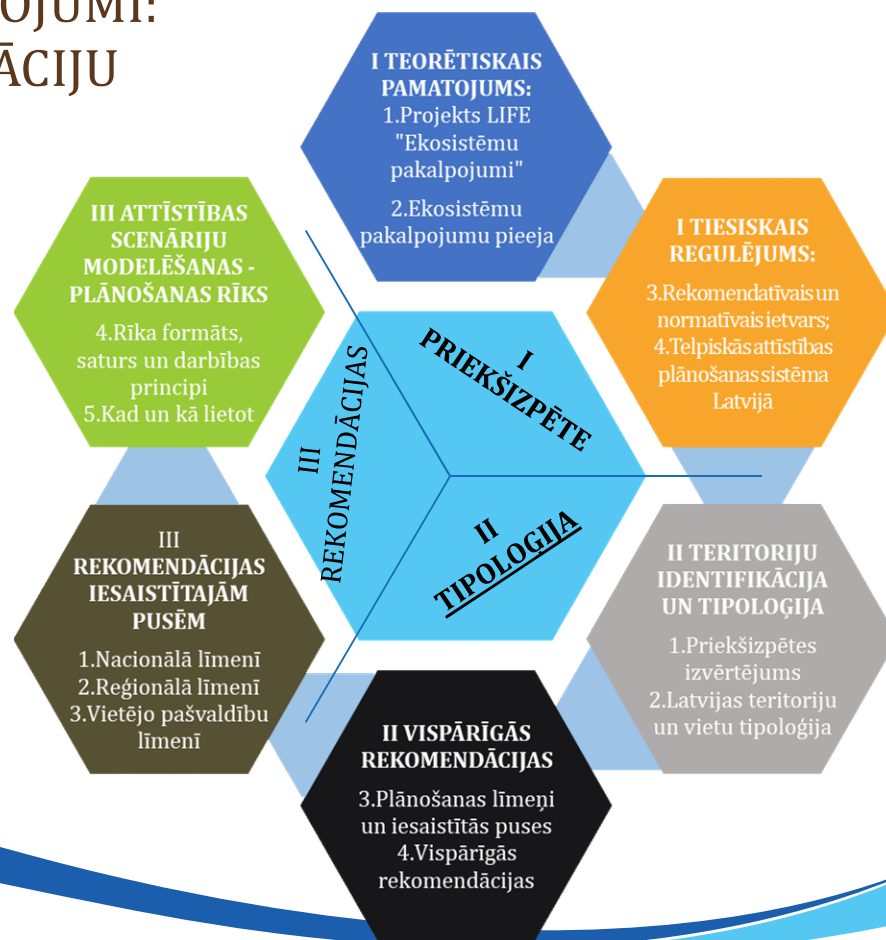 OJUMI:
ĀCIJU
I TEORĒTISKAIS
PAMATOJUMS:
1.Projekts LIFE
"Ekosistēmu
pakalpojumi"
2.Ekosistēmu
pakalpojumu pieeja
I TIESISKAIS
REGULĒJUMS:
3.Rekomendatīvais un
normatīvais ietvars;
4.Telpiskās attīstības
plānošanas sistēma
Latvijā
II TERITORIJU
IDENTIFIKĀCIJA
UN TIPOLOĢIJA
1.Priekšizpētes
izvērtējums
2.Latvijas teritoriju
un vietu tipoloģija
II VISPĀRĪGĀS
REKOMENDĀCIJAS
3.Plānošanas līmeņi
un iesaistītās puses
4.Vispārīgās
rekomendācijas
III
REKOMENDĀCIJAS
IESAISTĪTAJĀM
PUSĒM
1.Nacionālā līmenī
2.Reģionālā līmenī
3.Vietējo pašvaldību
līmenī
III ATTĪSTĪBAS
SCENĀRIJU
MODELĒŠANAS -
PLĀNOŠANAS RĪKS
4.Rīka formāts,
saturs un darbības
principi
5.Kad un kā lietot
I
PRIEKŠIZPĒTE
II
TIPOLOĢIJA
III
REKOMENDĀCIJAS